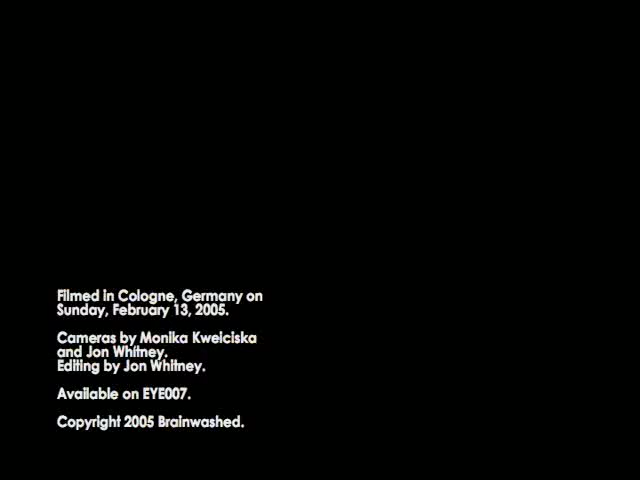 Filmed in Cologne, Germany on
Sunday, February 13, 2005.
Cameras by Monika Kweiciska
and Jon Whitney.
Editing by Jon Whitney.
Available on EYE007.
Copyright 2005 Brainwashed.